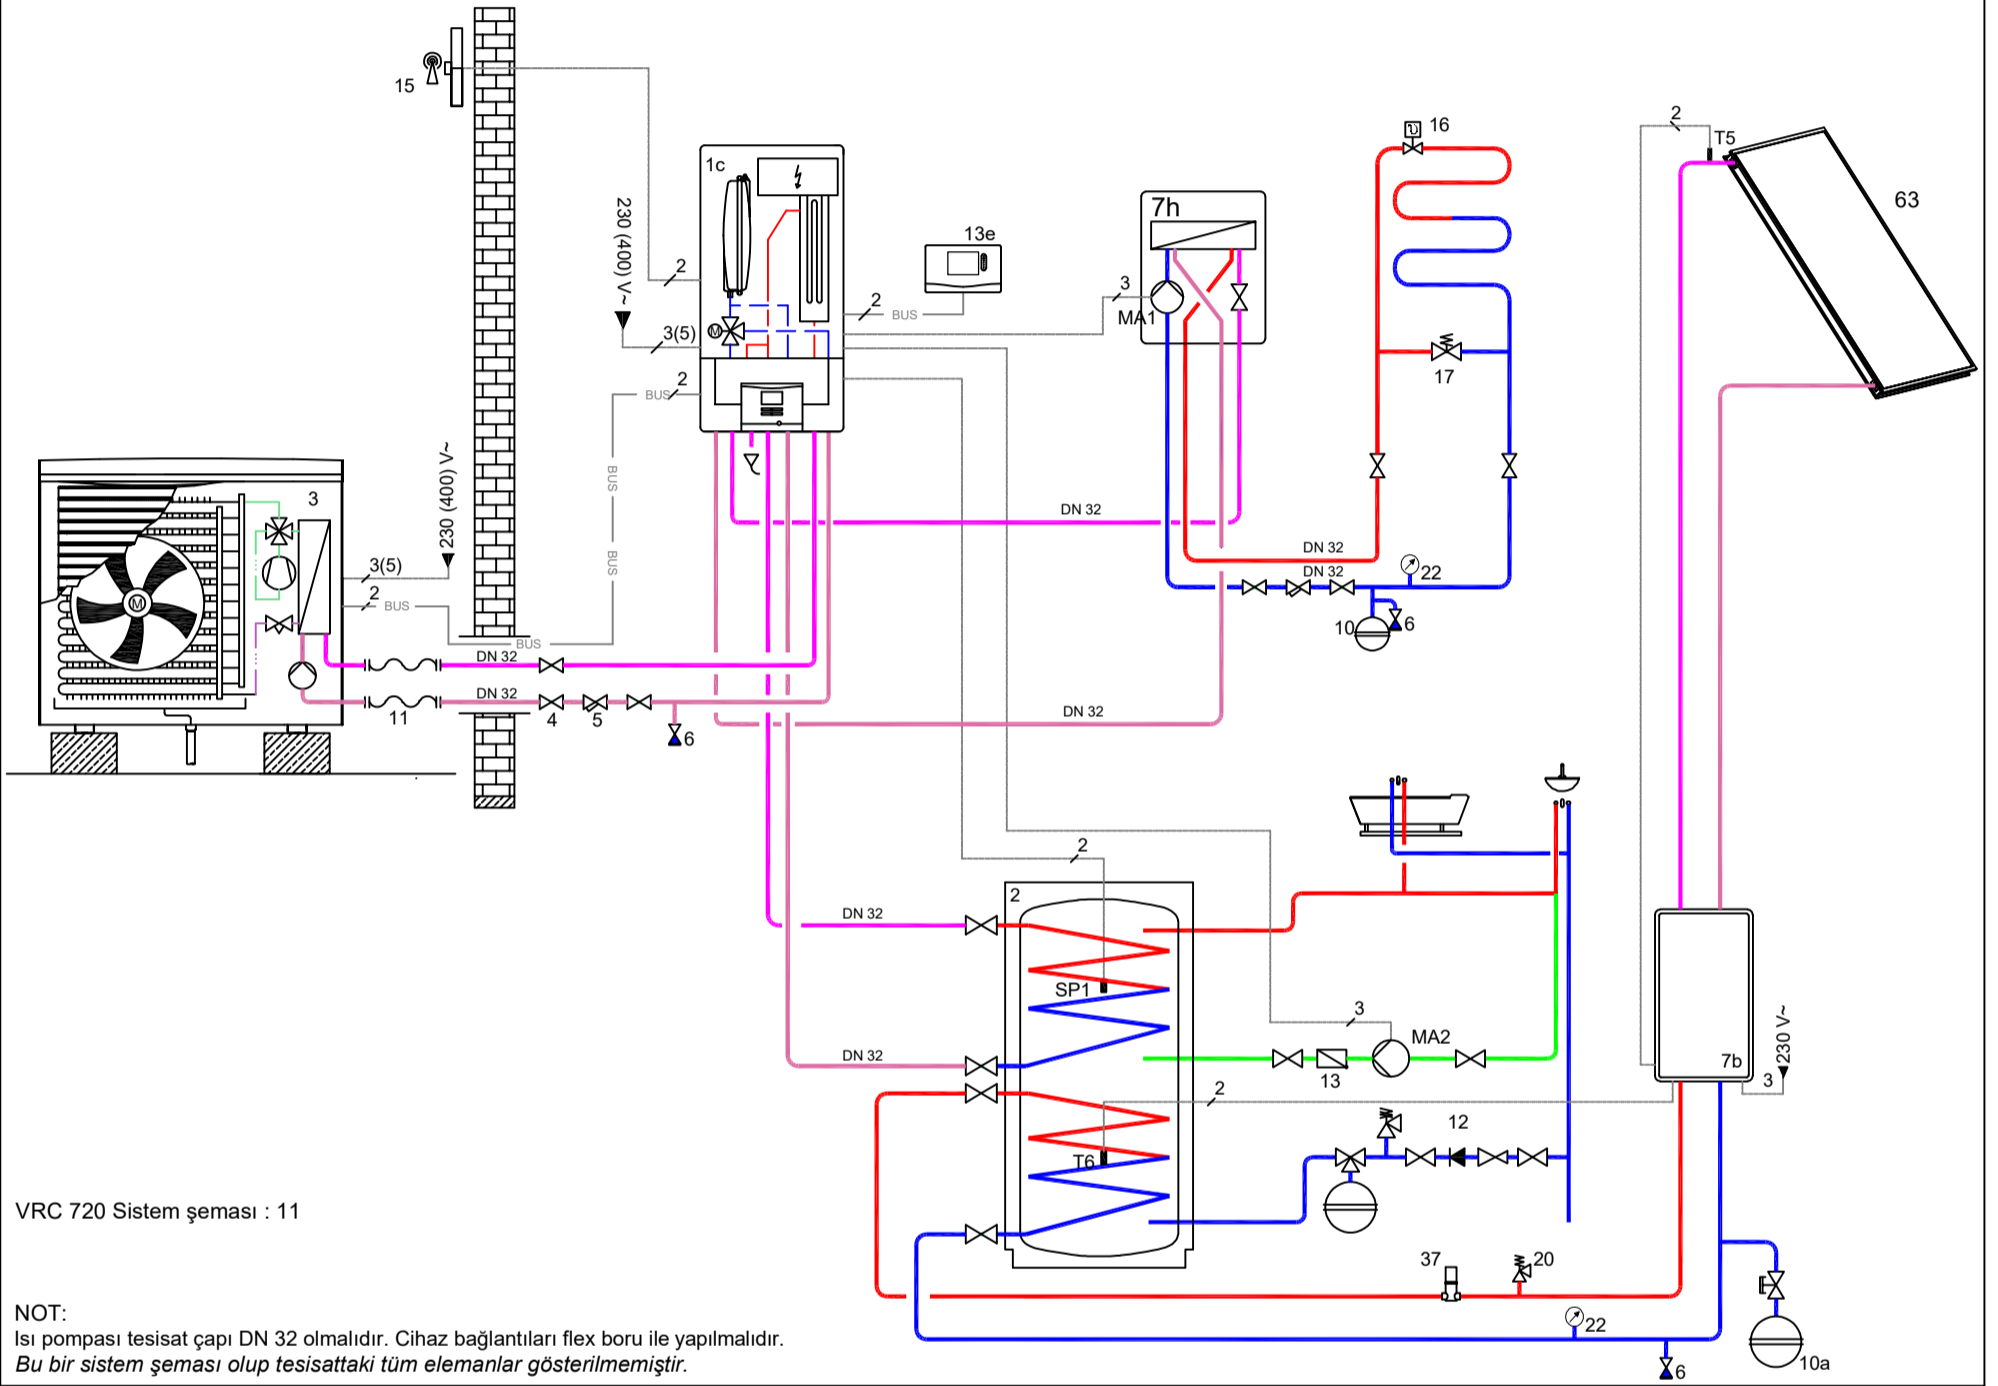 15
2
230 (400) V~
3(5)
BUS
2
1c
M
2
BUS
13e
3
7h
MA1
16
17
2
T5
63
3
M
230 (400) V~
3(5)
2
BUS
BUS
BUS
BUS
DN 32
DN 32
11
4
5
6
DN 32
DN 32
DN 32
DN 32
22
10
6
2
2
DN 32
SP1
DN 32
3
MA2
13
2
12
T6
7b
230 V~
3
37
20
22
6
10a
VRC 720 Sistem şeması : 11
NOT:
Isı pompası tesisat çapı DN 32 olmalıdır. Cihaz bağlantıları flex boru ile yapılmalıdır.
Bu bir sistem şeması olup tesisattaki tüm elemanlar gösterilmemiştir.